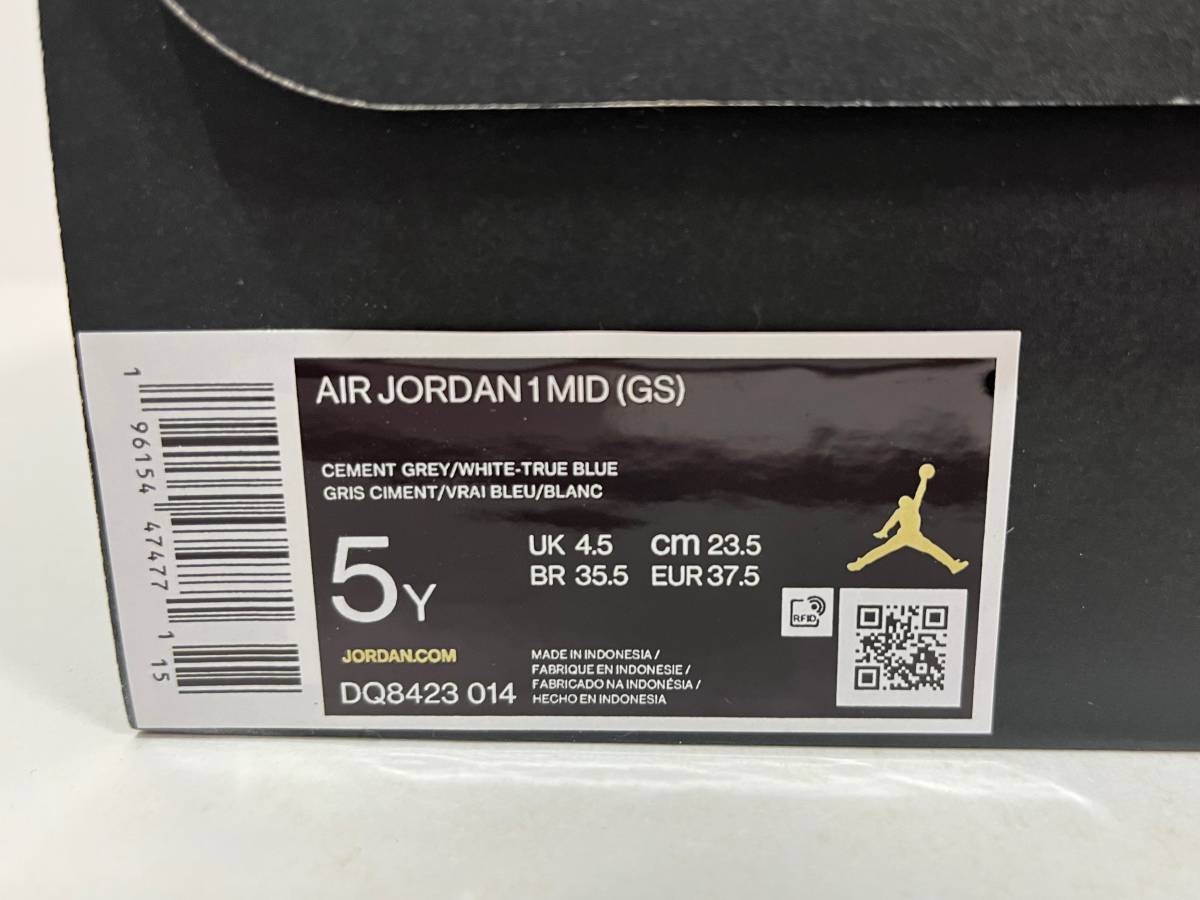 1 96154 47477 1 15
AIR JORDAN 1 MID (GS)
CEMENT GREY/WHITE-TRUE BLUE
GRIS CIMENT/VRAI BLEU/BLANC
5Y
UK 4.5 cm 23.5
BR 35.5 EUR 37.5
RFID
JORDAN.COM
DQ8423 014
MADE IN INDONESIA /
FABRIQUE EN INDONESIE /
FABRICADO NA INDONÉSIA /
HECHO EN INDONESIA